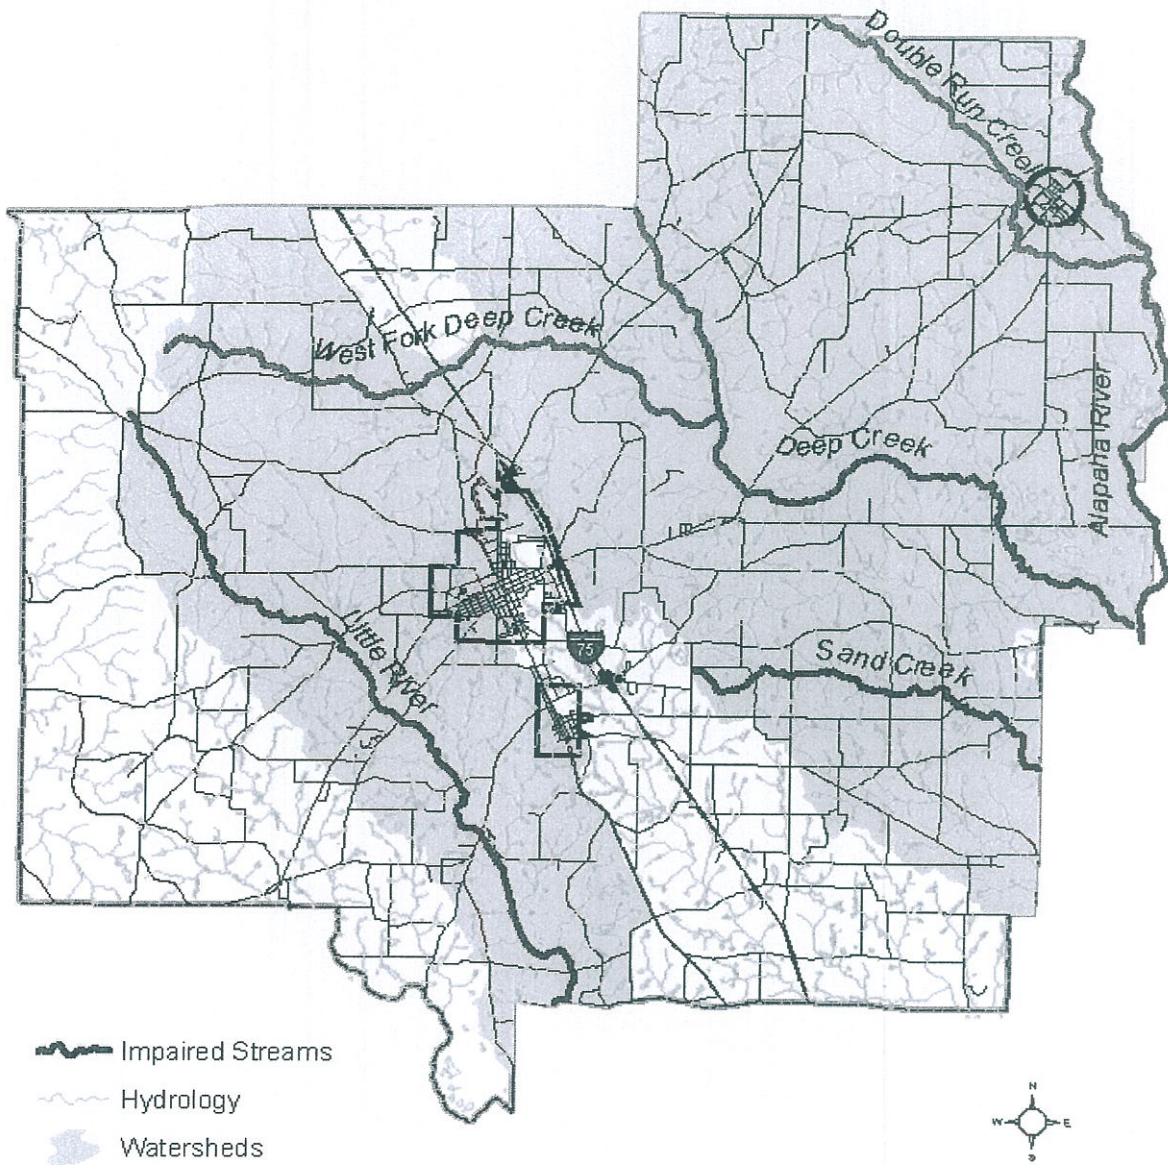 Double Run Creek
West Fork Deep Creek
Deep Creek
Alapaha River
Little River
75
Sand Creek
Impaired Streams
Hydrology
Watersheds
N
W E
S